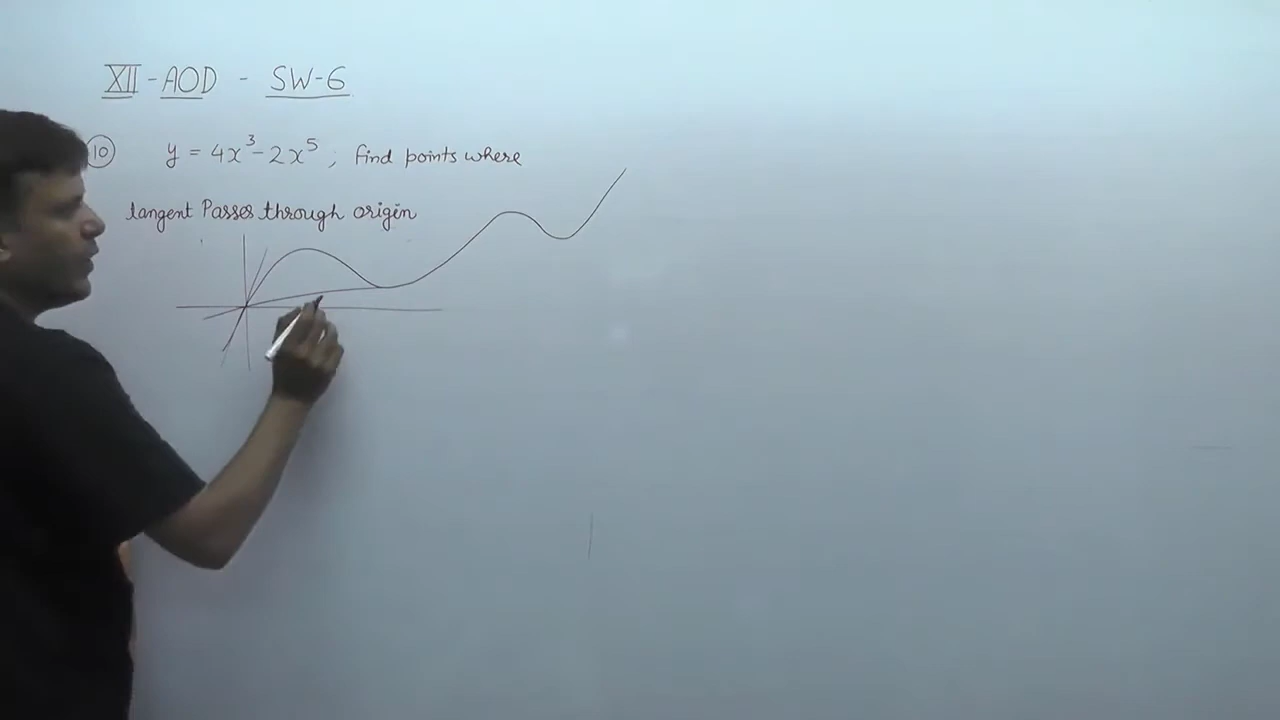 XII - AOD - SW-6
10 y = 4x³ - 2x⁵ ; find points where
tangent Passes through origin